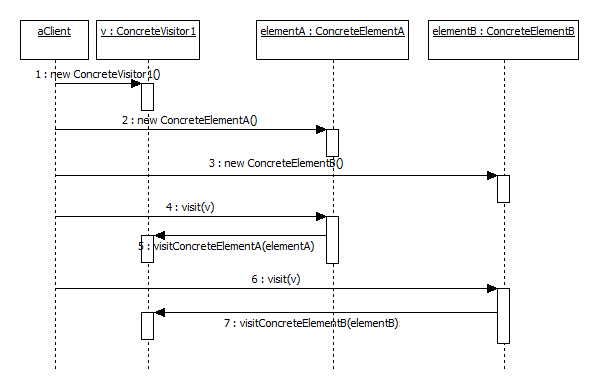 aClient
v : ConcreteVisitor1
elementA : ConcreteElementA
elementB : ConcreteElementB
1 : new ConcreteVisitor1()
2 : new ConcreteElementA()
3 : new ConcreteElementB()
4 : visit(v)
5 : visitConcreteElementA(elementA)
6 : visit(v)
7 : visitConcreteElementB(elementB)